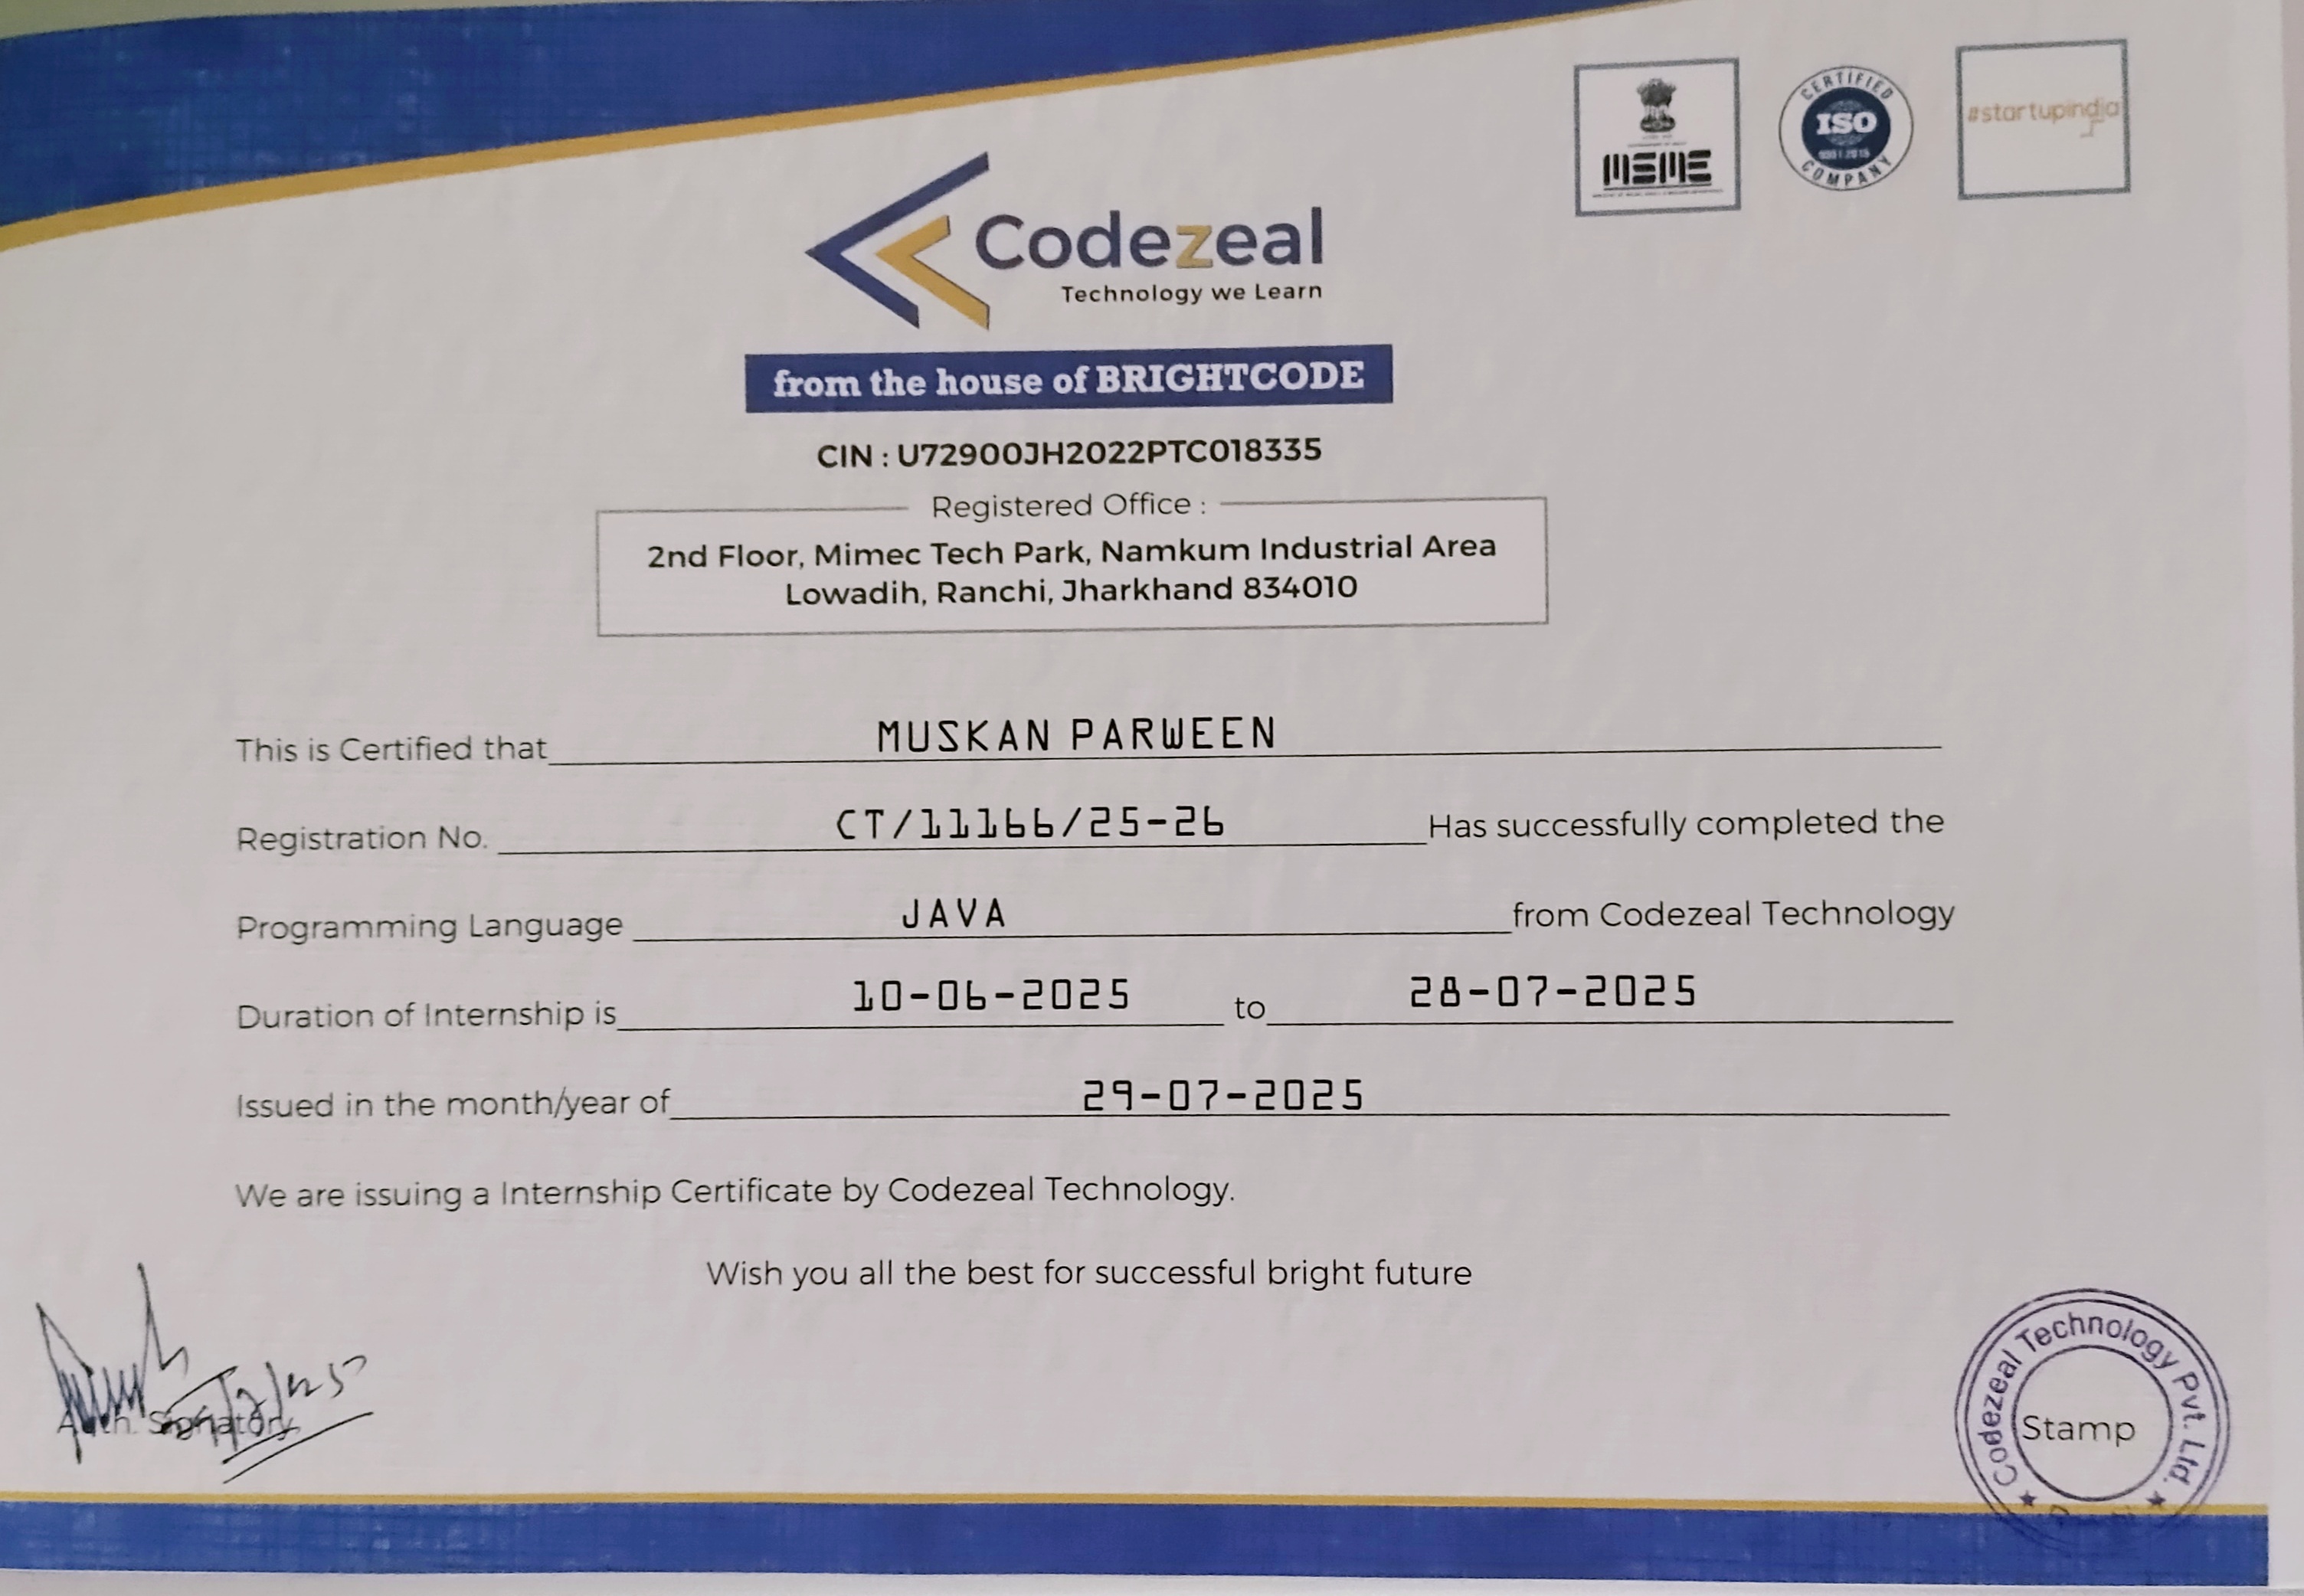 MSME
CERTIFIED
ISO
9001:2015
COMPANY
#startupindia
Codezeal
Technology we Learn
from the house of BRIGHTCODE
CIN : U72900JH2022PTC018335
Registered Office :
2nd Floor, Mimec Tech Park, Namkum Industrial Area
Lowadih, Ranchi, Jharkhand 834010
This is Certified that MUSKAN PARWEEN
Registration No. CT/11166/25-26 Has successfully completed the
Programming Language JAVA from Codezeal Technology
Duration of Internship is 10-06-2025 to 28-07-2025
Issued in the month/year of 29-07-2025
We are issuing a Internship Certificate by Codezeal Technology.
Wish you all the best for successful bright future
Auth. Signatory
Codezeal Technology Pvt. Ltd.
Stamp